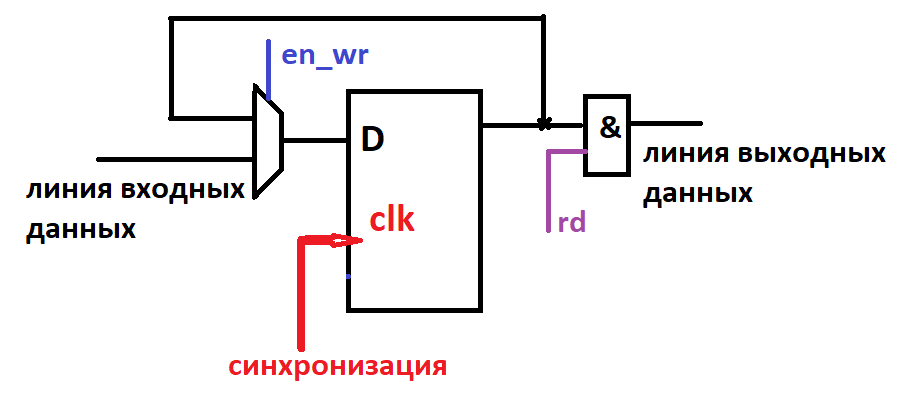 en_wr
D
&
линия входных
данных
clk
rd
линия выходных
данных
синхронизация